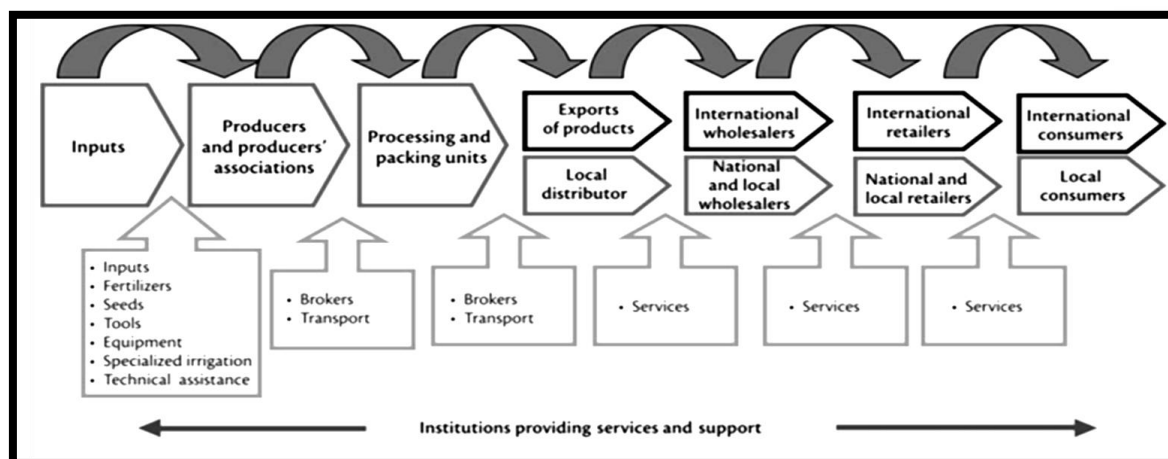 Inputs
Producers
and producers'
associations
Processing and
packing units
Exports
of products
International
wholesalers
International
retailers
International
consumers
Local
distributor
National
and local
wholesalers
National and
local retailers
Local
consumers
• Inputs
• Fertilizers
• Seeds
• Tools
• Equipment
• Specialized irrigation
• Technical assistance
• Brokers
• Transport
• Brokers
• Transport
• Services
• Services
• Services
Institutions providing services and support